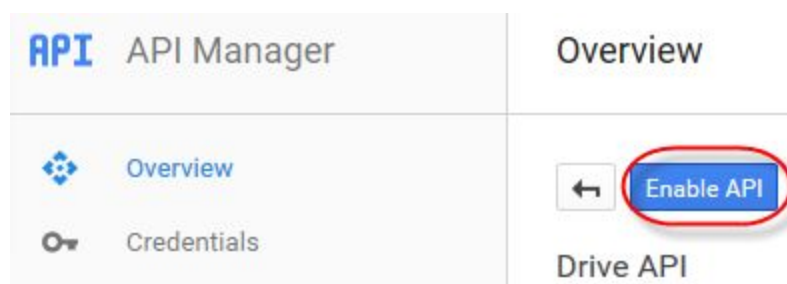 API API Manager
Overview
Overview
Credentials
Enable API
Drive API